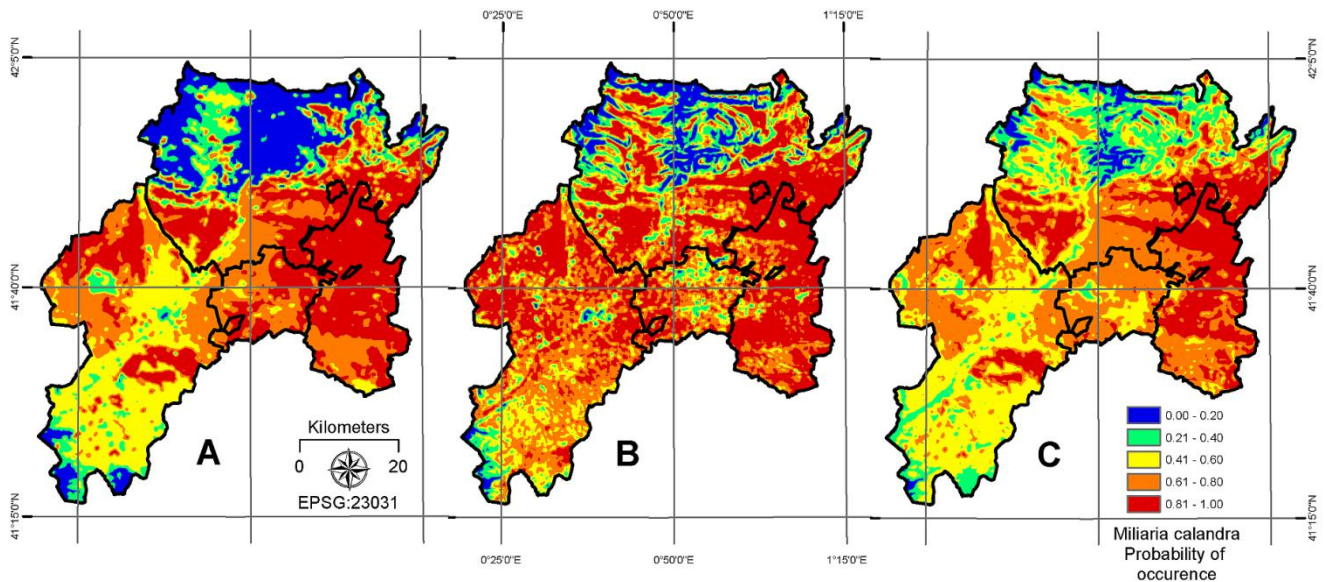 0°25'0"E 0°50'0"E 1°15'0"E
42°5'0"N
42°5'0"N
41°40'0"N
41°40'0"N
41°15'0"N
41°15'0"N
A
B
C
Kilometers
0 20
EPSG:23031
0.00 - 0.20
0.21 - 0.40
0.41 - 0.60
0.61 - 0.80
0.81 - 1.00
Miliaria calandra
Probability of
occurence
0°25'0"E 0°50'0"E 1°15'0"E